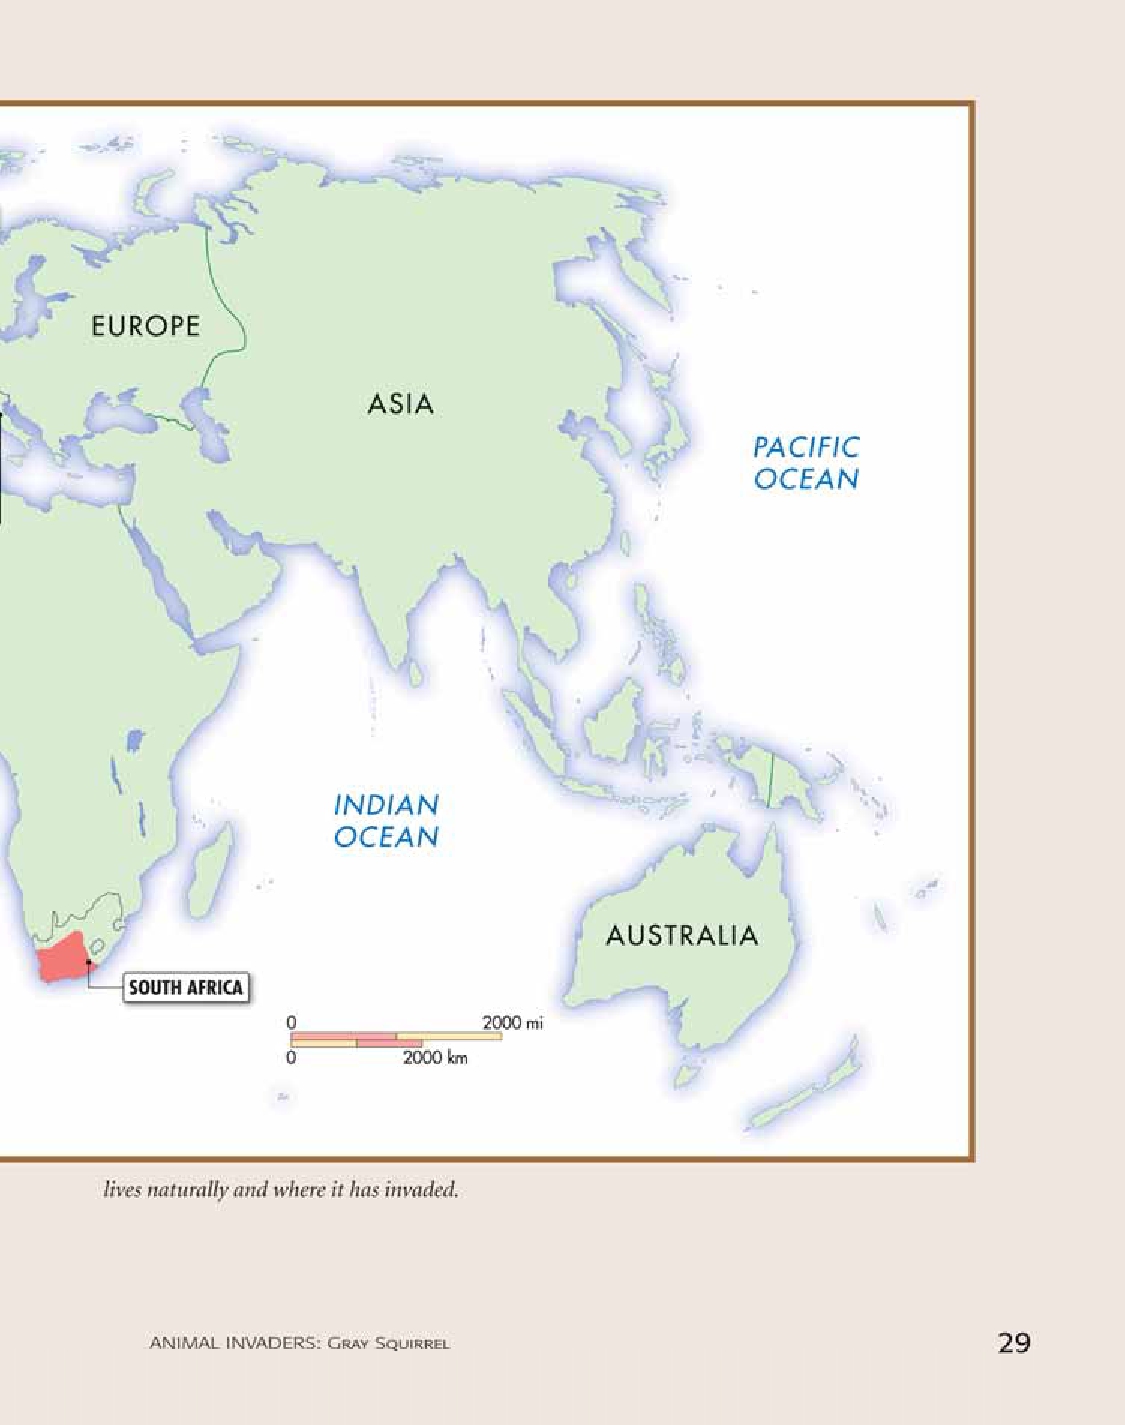 EUROPE
ASIA
PACIFIC
OCEAN
INDIAN
OCEAN
AUSTRALIA
SOUTH AFRICA
0 2000 mi
0 2000 km
lives naturally and where it has invaded.
ANIMAL INVADERS: GRAY SQUIRREL 29